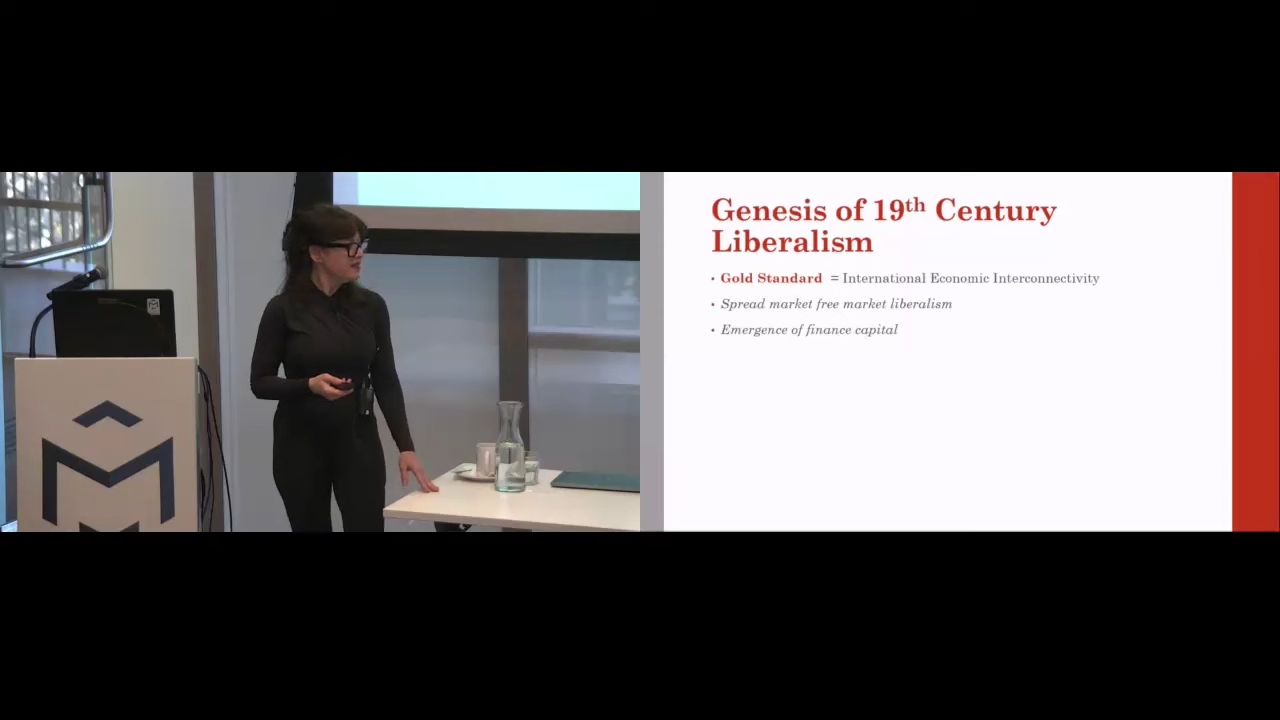 Genesis of 19th Century
Liberalism
• Gold Standard = International Economic Interconnectivity
• Spread market free market liberalism
• Emergence of finance capital